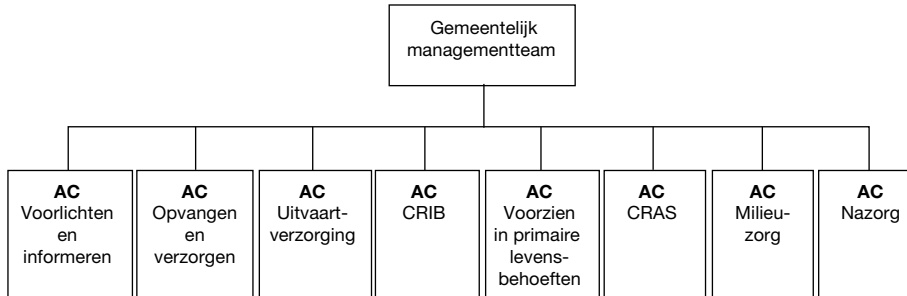 Gemeentelijk
managementteam
AC
Voorlichten
en
informeren
AC
Opvangen
en
verzorgen
AC
Uitvaart-
verzorging
AC
CRIB
AC
Voorzien
in primaire
levens-
behoeften
AC
CRAS
AC
Milieu-
zorg
AC
Nazorg